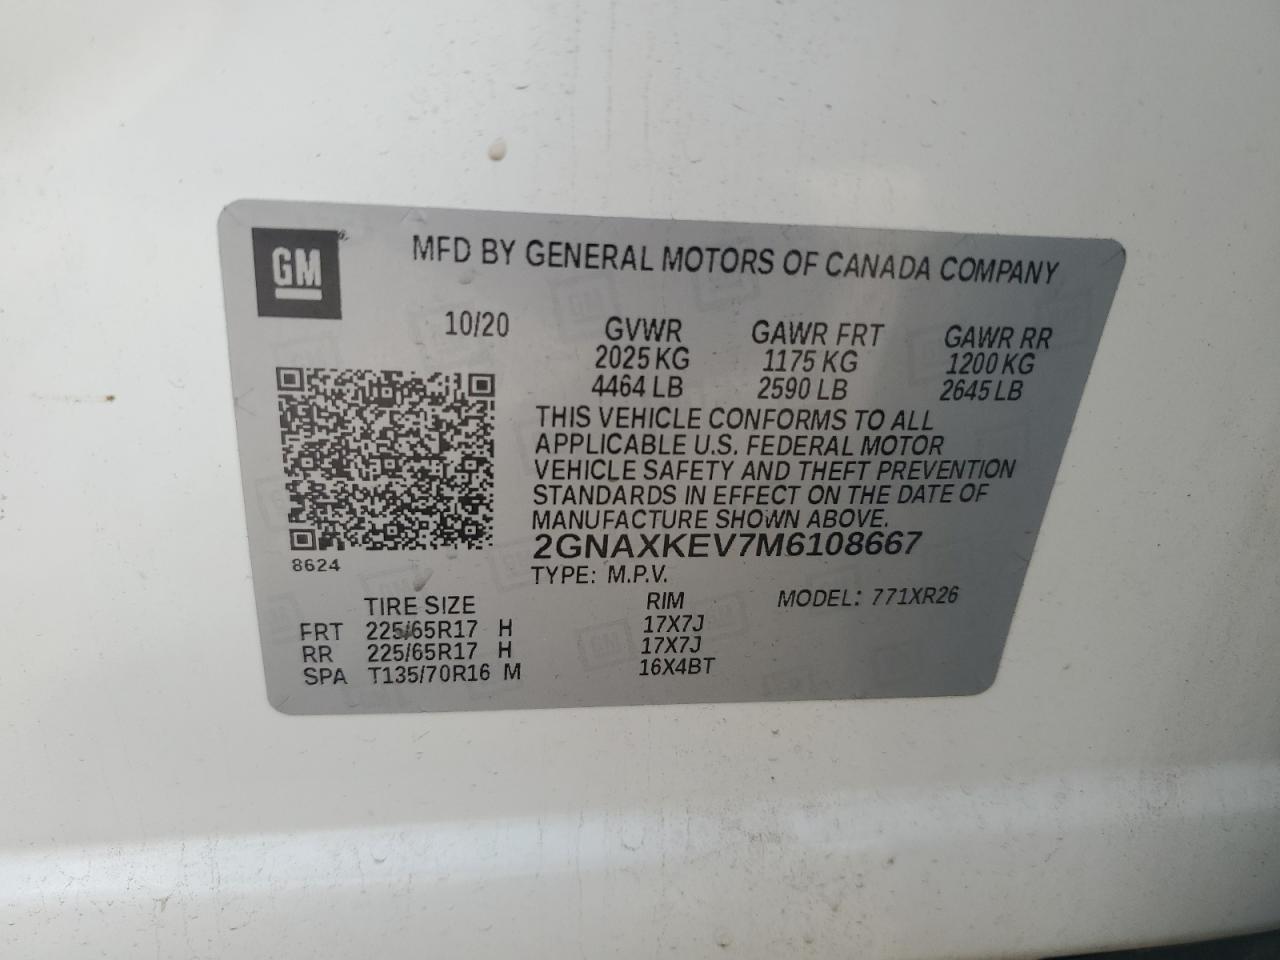 GM
MFD BY GENERAL MOTORS OF CANADA COMPANY
10/20 GVWR GAWR FRT GAWR RR
2025 KG 1175 KG 1200 KG
4464 LB 2590 LB 2645 LB
THIS VEHICLE CONFORMS TO ALL
APPLICABLE U.S. FEDERAL MOTOR
VEHICLE SAFETY AND THEFT PREVENTION
STANDARDS IN EFFECT ON THE DATE OF
MANUFACTURE SHOWN ABOVE.
2GNAXKEV7M6108667
8624
TYPE: M.P.V. MODEL: 771XR26
TIRE SIZE RIM
FRT 225/65R17 H 17X7J
RR 225/65R17 H 17X7J
SPA T135/70R16 M 16X4BT